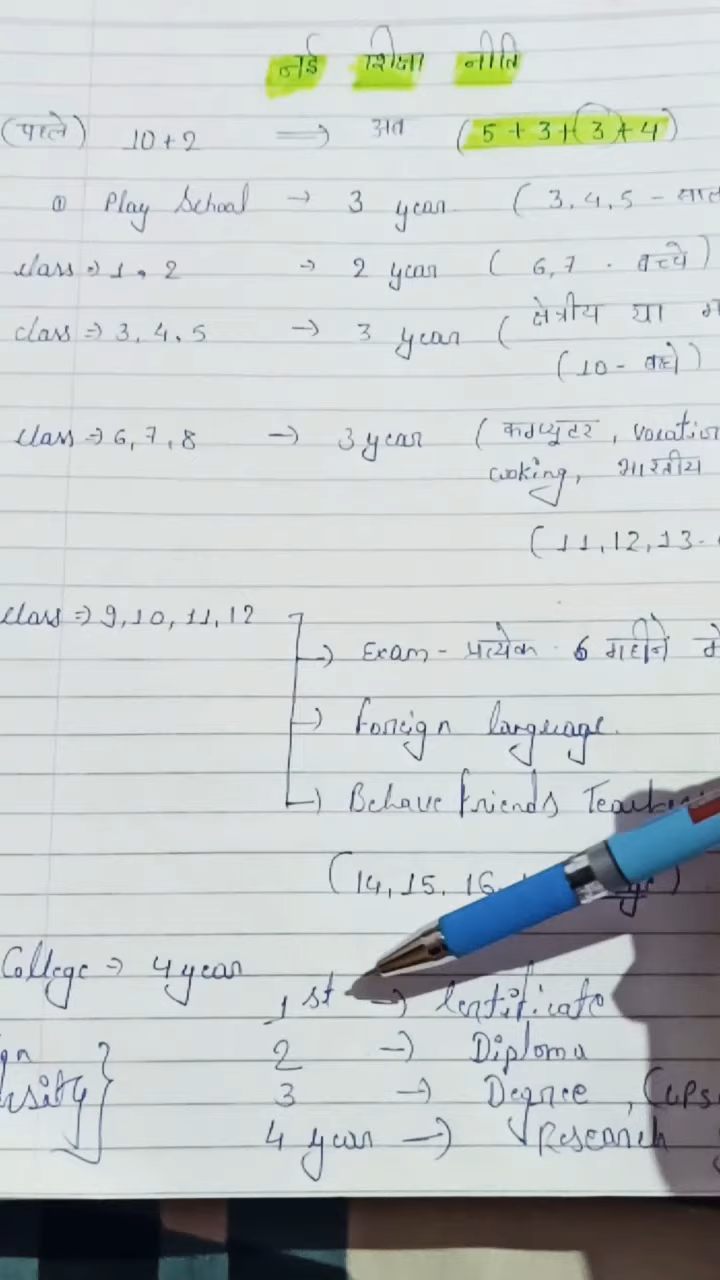 नई शिक्षा नीति
(पहले) 10+2 ⇒ अब (5+3+3+4)
① Play School → 3 year (3,4,5 - साल
class ⇒ 1, 2 → 2 year (6,7 - बच्चे)
class ⇒ 3,4,5 → 3 year (क्षेत्रीय या
(10 - बच्चे)
class ⇒ 6,7,8 → 3 year (कम्प्यूटर, vocation
cooking, भारतीय
(11,12,13-
class ⇒ 9,10,11,12
→ Exam - प्रत्येक 6 महीने में
→ Foreign language.
→ Behave friends Teacher
(14, 15, 16,
College ⇒ 4 year
1st → Certificate
2 → Diploma
3 → Degree, (UPS
4 year → Research